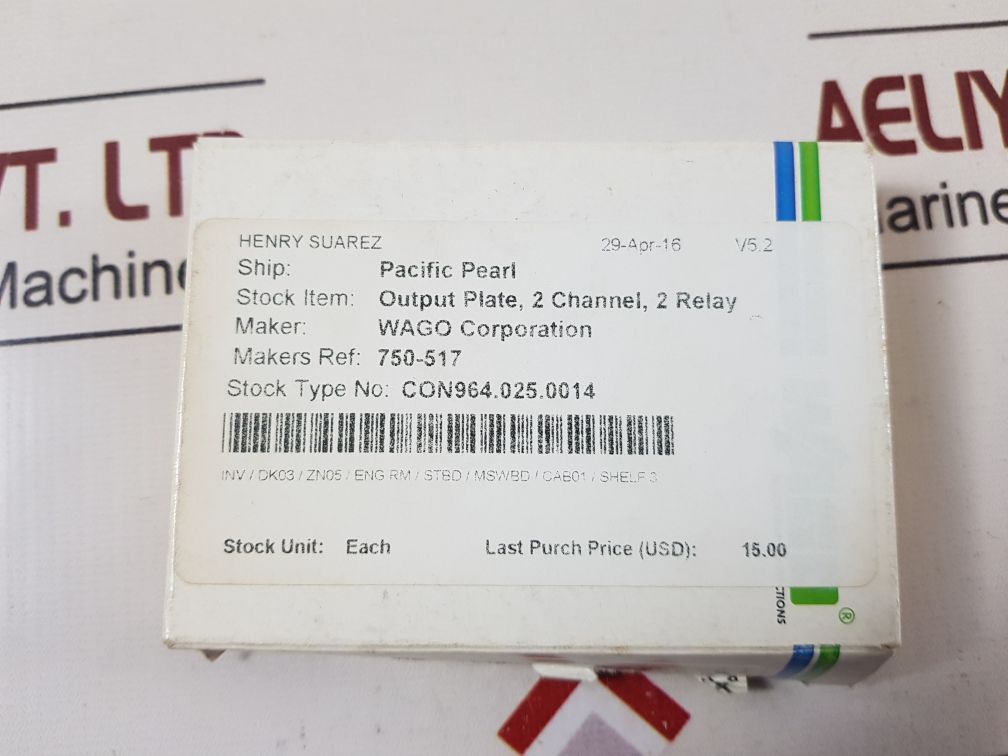 VT. LT
Machine
AELIY
arine
HENRY SUAREZ 29-Apr-16 V5.2
Ship: Pacific Pearl
Stock Item: Output Plate, 2 Channel, 2 Relay
Maker: WAGO Corporation
Makers Ref: 750-517
Stock Type No: CON964.025.0014
INV / DK03 / ZN05 / ENG RM / STBD / MSWBD / CAB01 / SHELF 3
Stock Unit: Each Last Purch Price (USD): 15.00
CTIONS
®